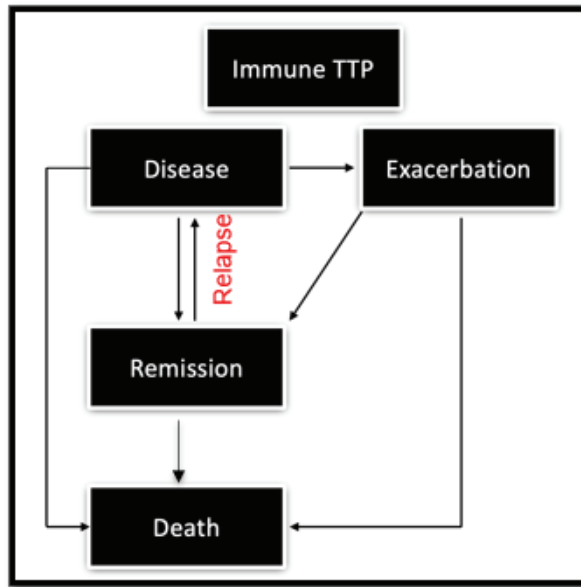 Immune TTP
Disease
Exacerbation
Relapse
Remission
Death